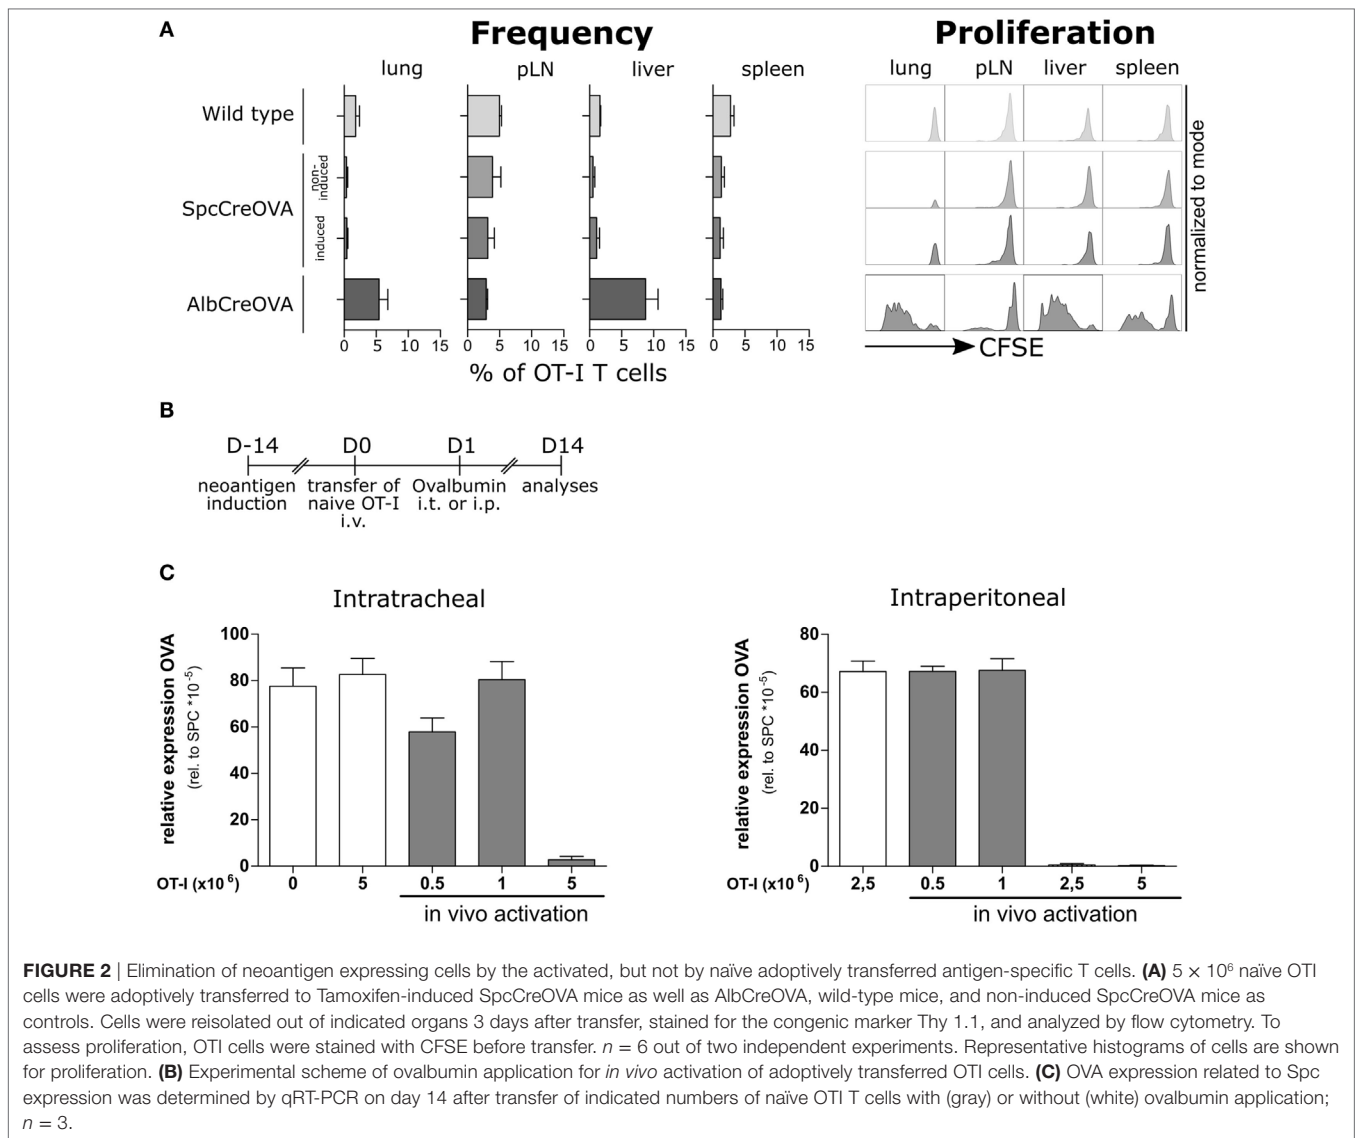 A
Frequency
Proliferation
lung pLN liver spleen
lung pLN liver spleen
Wild type
SpcCreOVA
non-
induced
induced
AlbCreOVA
normalized to mode
0 5 10 15 0 5 10 15 0 5 10 15 0 5 10 15
% of OT-I T cells
CFSE
B
D-14 D0 D1 D14
neoantigen transfer of Ovalbumin analyses
induction naive OT-I i.t. or i.p.
i.v.
C
Intratracheal
relative expression OVA
(rel. to SPC *10⁻⁵)
100
80
60
40
20
0
OT-I (x10⁶) 0 5 0.5 1 5
in vivo activation
Intraperitoneal
relative expression OVA
(rel. to SPC *10⁻⁵)
80
60
40
20
0
OT-I (x10⁶) 2,5 0.5 1 2,5 5
in vivo activation
FIGURE 2 | Elimination of neoantigen expressing cells by the activated, but not by naïve adoptively transferred antigen-specific T cells. (A) 5 × 10⁶ naïve OTI
cells were adoptively transferred to Tamoxifen-induced SpcCreOVA mice as well as AlbCreOVA, wild-type mice, and non-induced SpcCreOVA mice as
controls. Cells were reisolated out of indicated organs 3 days after transfer, stained for the congenic marker Thy 1.1, and analyzed by flow cytometry. To
assess proliferation, OTI cells were stained with CFSE before transfer. n = 6 out of two independent experiments. Representative histograms of cells are shown
for proliferation. (B) Experimental scheme of ovalbumin application for in vivo activation of adoptively transferred OTI cells. (C) OVA expression related to Spc
expression was determined by qRT-PCR on day 14 after transfer of indicated numbers of naïve OTI T cells with (gray) or without (white) ovalbumin application;
n = 3.